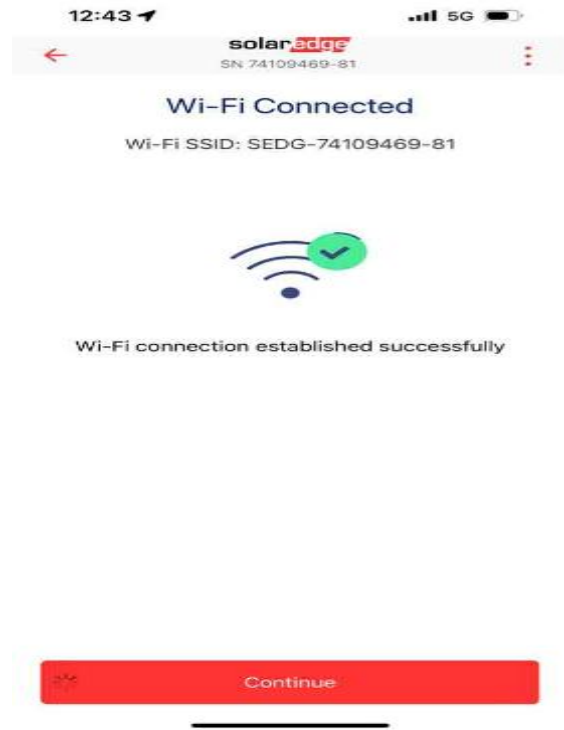 12:43
5G
solaredge
SN 74109469-81
Wi-Fi Connected
Wi-Fi SSID: SEDG-74109469-81
Wi-Fi connection established successfully
Continue